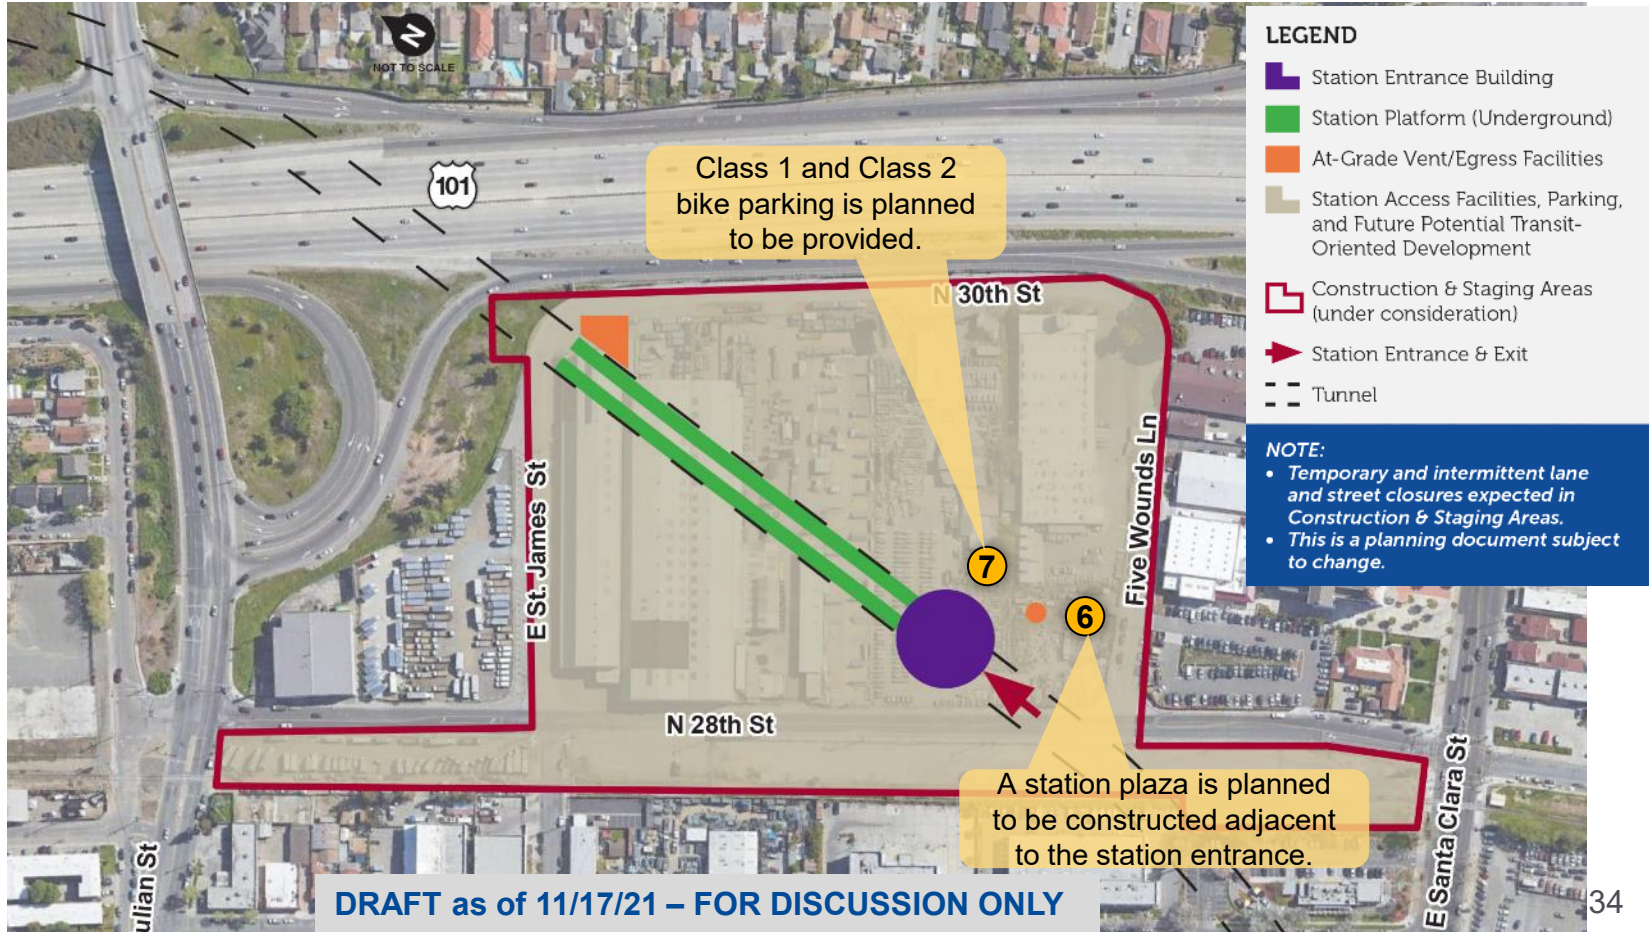 N
NOT TO SCALE
101
Class 1 and Class 2
bike parking is planned
to be provided.
N 30th St
E St. James St
Five Wounds Ln
7
6
N 28th St
A station plaza is planned
to be constructed adjacent
to the station entrance.
ulian St
E Santa Clara St
LEGEND
Station Entrance Building
Station Platform (Underground)
At-Grade Vent/Egress Facilities
Station Access Facilities, Parking,
and Future Potential Transit-
Oriented Development
Construction & Staging Areas
(under consideration)
Station Entrance & Exit
Tunnel
NOTE:
• Temporary and intermittent lane
and street closures expected in
Construction & Staging Areas.
• This is a planning document subject
to change.
DRAFT as of 11/17/21 – FOR DISCUSSION ONLY
34